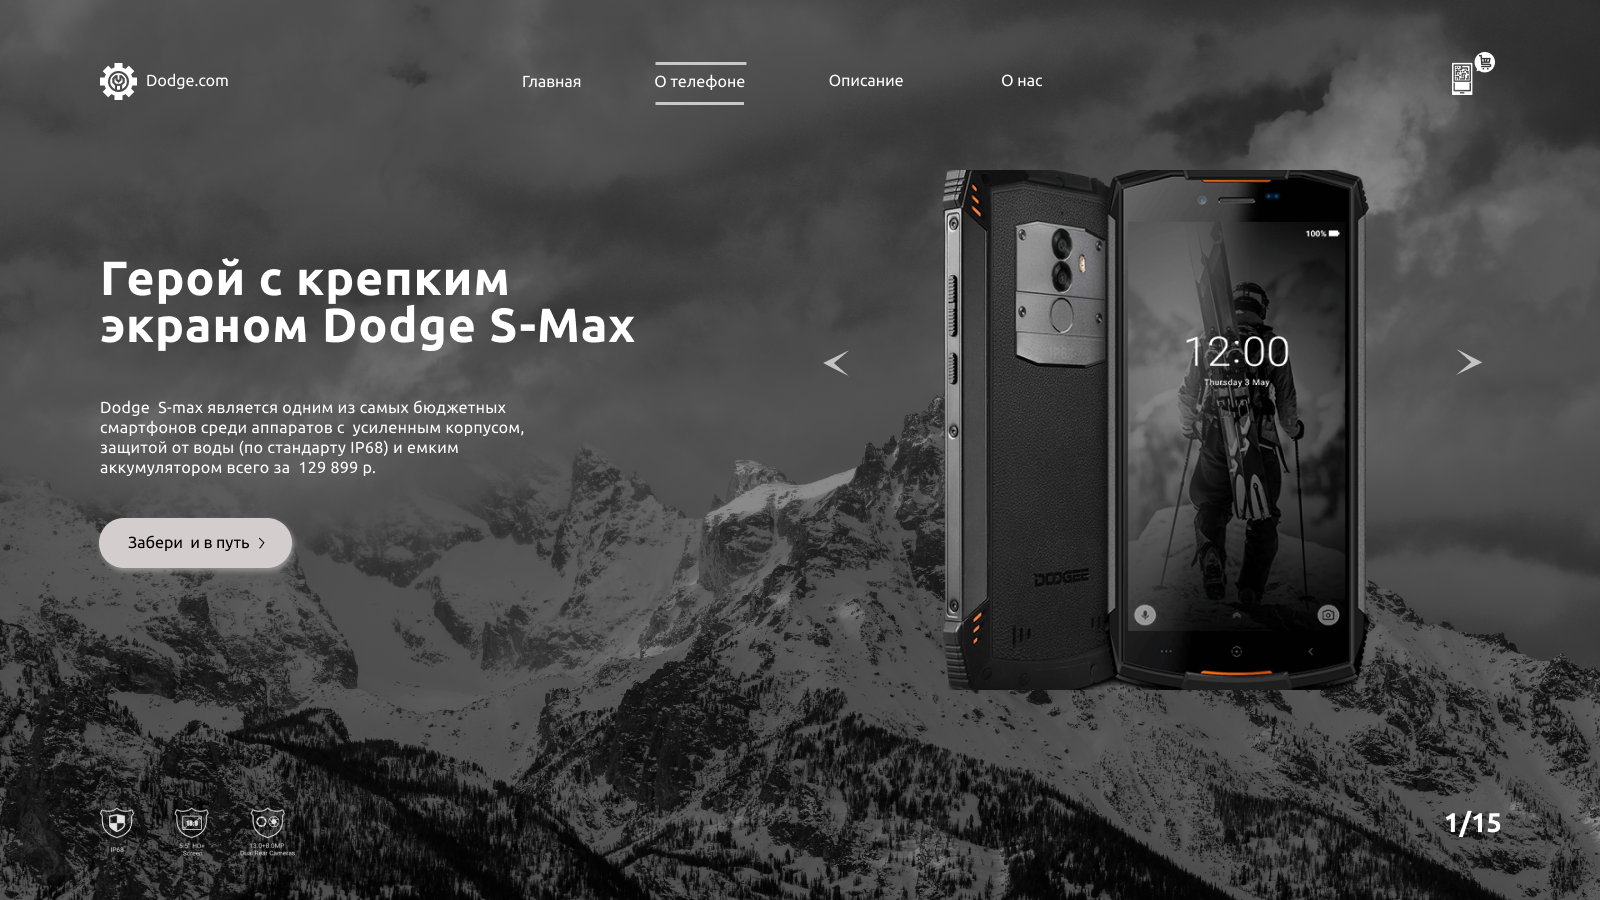 Dodge.com
Главная
О телефоне
Описание
О нас
Герой с крепким
экраном Dodge S-Max
Dodge S-max является одним из самых бюджетных
смартфонов среди аппаратов с усиленным корпусом,
защитой от воды (по стандарту IP68) и емким
аккумулятором всего за 129 899 р.
Забери и в путь
100%
12:00
Thursday 3 May
DOOGEE
IP68
5.5" HD+
Screen
18:9
13.0+8.0MP
Dual Rear Cameras
1/15